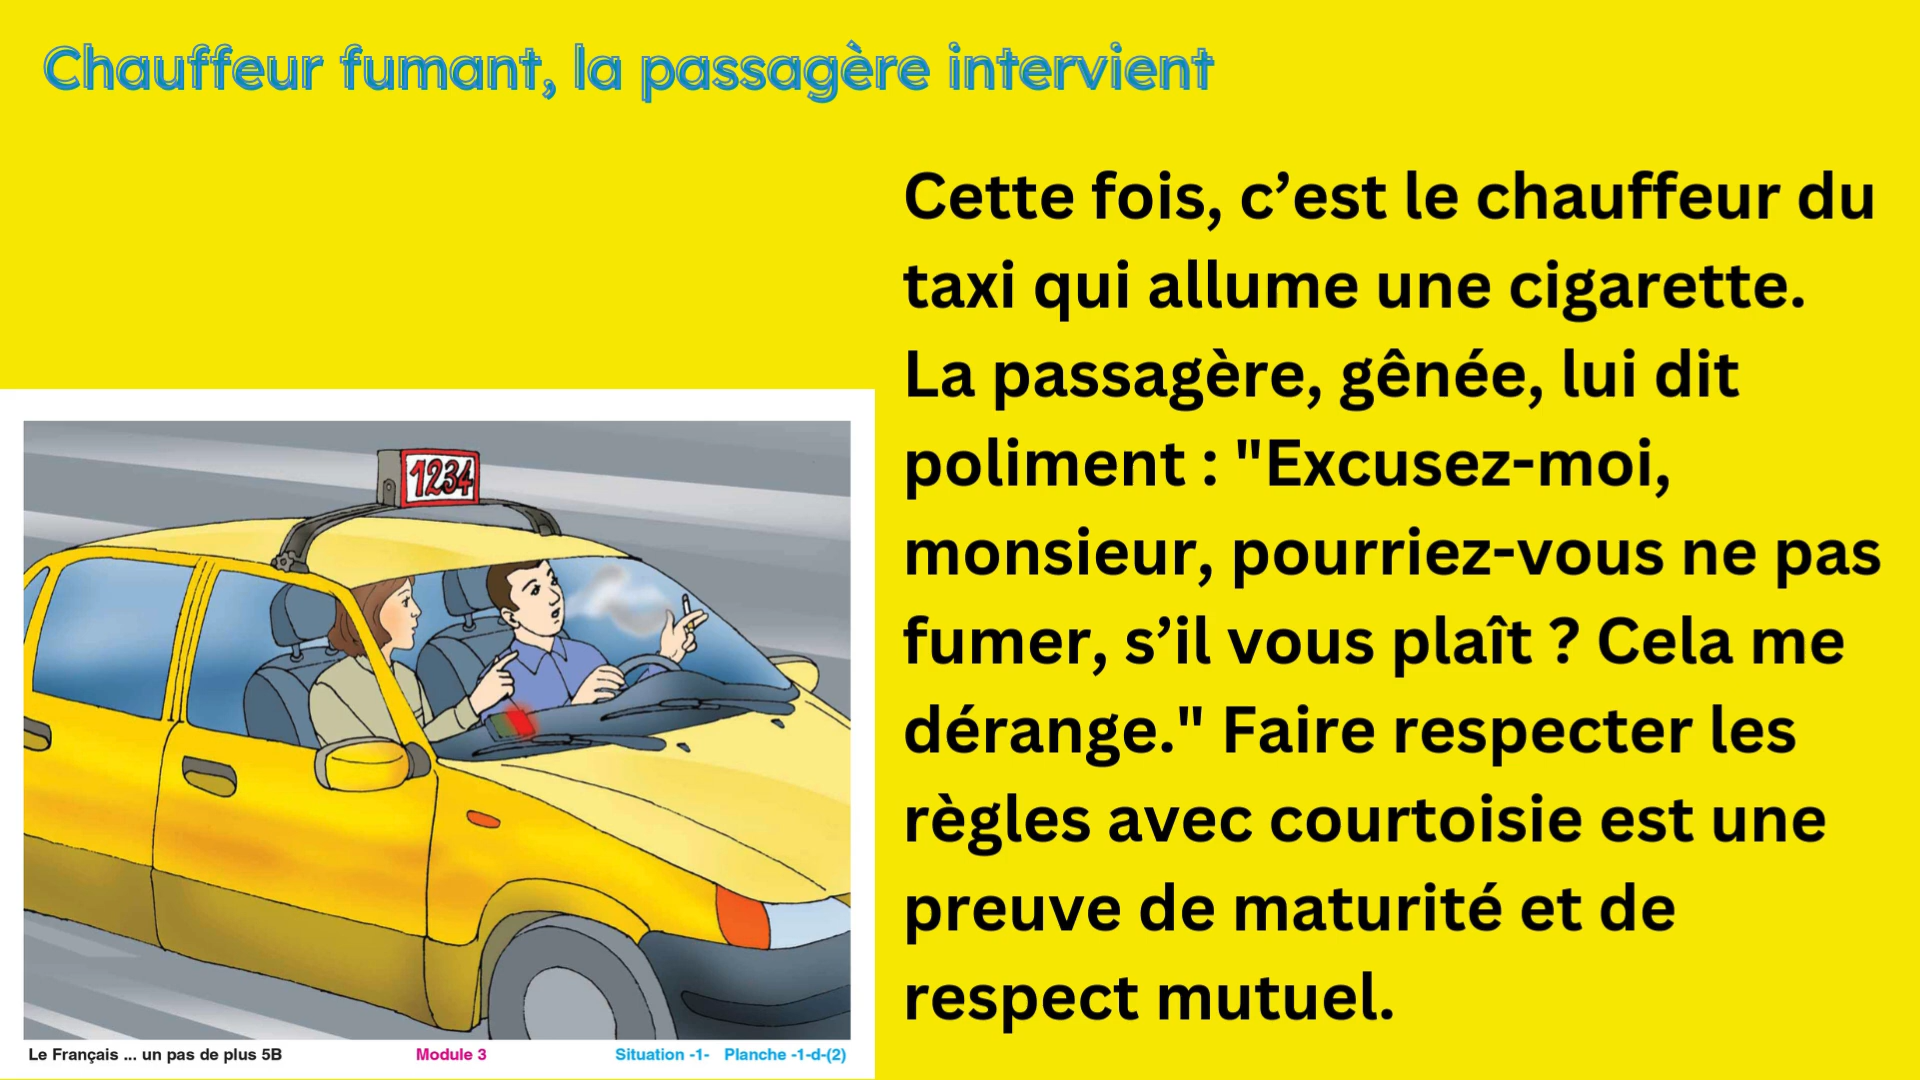 Chauffeur fumant, la passagère intervient
Cette fois, c’est le chauffeur du
taxi qui allume une cigarette.
La passagère, gênée, lui dit
poliment : "Excusez-moi,
monsieur, pourriez-vous ne pas
fumer, s’il vous plaît ? Cela me
dérange." Faire respecter les
règles avec courtoisie est une
preuve de maturité et de
respect mutuel.
1234
Le Français ... un pas de plus 5B Module 3 Situation -1- Planche -1-d-(2)